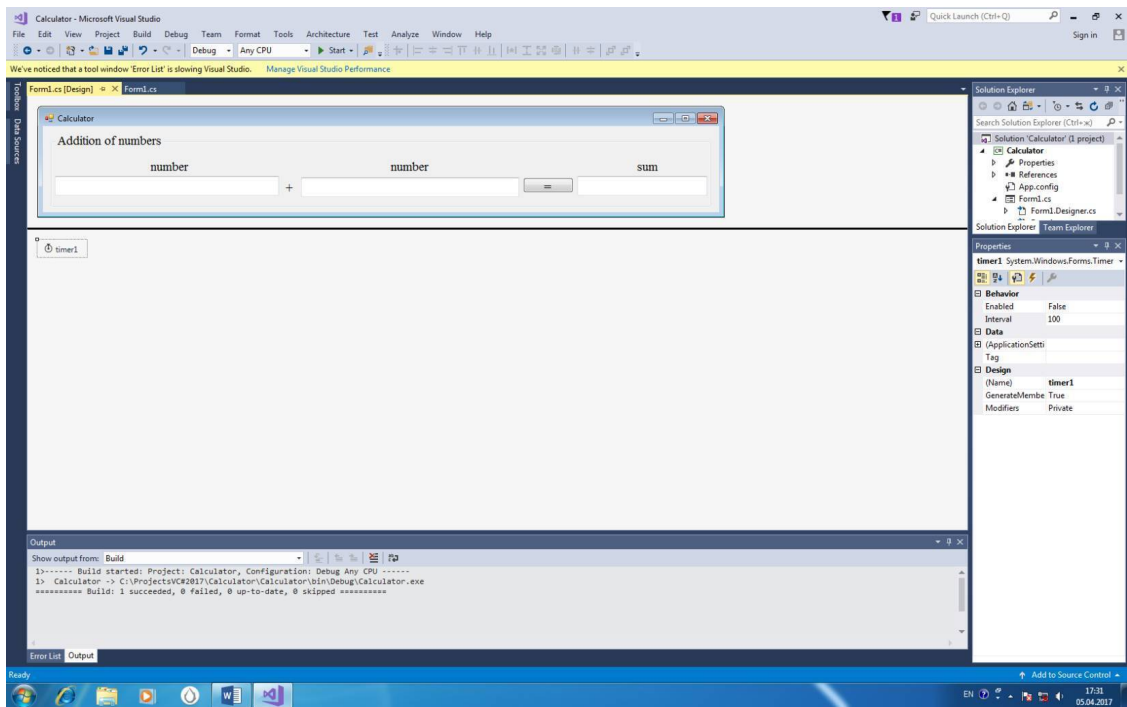 Calculator - Microsoft Visual Studio
1
Quick Launch (Ctrl+Q)
File Edit View Project Build Debug Team Format Tools Architecture Test Analyze Window Help
Sign in
Debug Any CPU Start
We've noticed that a tool window 'Error List' is slowing Visual Studio. Manage Visual Studio Performance
Toolbox
Data Sources
Form1.cs [Design] Form1.cs
Calculator
Addition of numbers
number number sum
+ =
timer1
Solution Explorer
Search Solution Explorer (Ctrl+ж)
Solution 'Calculator' (1 project)
Calculator
Properties
References
App.config
Form1.cs
Form1.Designer.cs
Solution Explorer Team Explorer
Properties
timer1 System.Windows.Forms.Timer
Behavior
Enabled False
Interval 100
Data
(ApplicationSetti
Tag
Design
(Name) timer1
GenerateMembe True
Modifiers Private
Output
Show output from: Build
1>------ Build started: Project: Calculator, Configuration: Debug Any CPU ------
1> Calculator -> C:\ProjectsVC#2017\Calculator\Calculator\bin\Debug\Calculator.exe
========== Build: 1 succeeded, 0 failed, 0 up-to-date, 0 skipped ==========
Error List Output
Ready
Add to Source Control
EN
17:31
05.04.2017